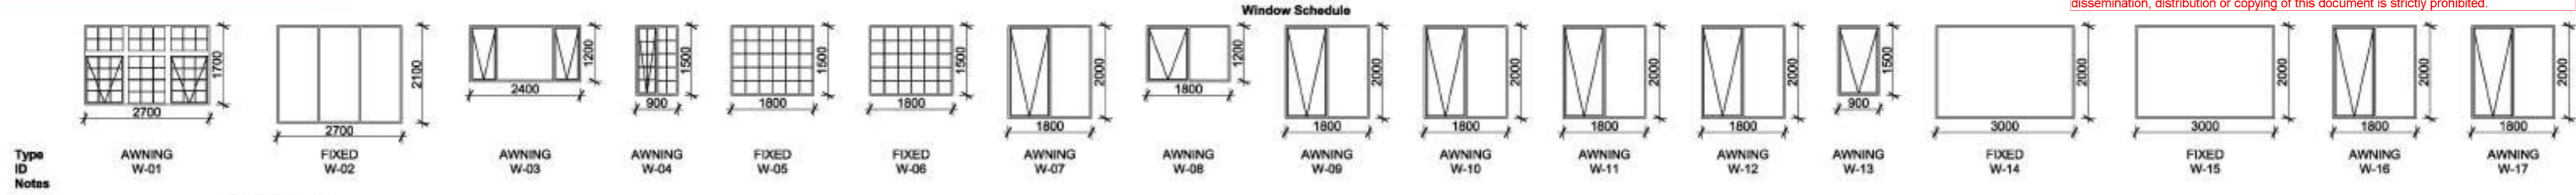 dissemination, distribution or copying of this document is strictly prohibited.
Window Schedule
1700 2100 1200 1500 1500 1500 2000 1200 2000 2000 2000 2000 1500 2000 2000 2000 2000
2700 2700 2400 900 1800 1800 1800 1800 1800 1800 1800 1800 900 3000 3000 1800 1800
Type AWNING FIXED AWNING AWNING FIXED FIXED AWNING AWNING AWNING AWNING AWNING AWNING AWNING FIXED FIXED AWNING AWNING
ID W-01 W-02 W-03 W-04 W-05 W-06 W-07 W-08 W-09 W-10 W-11 W-12 W-13 W-14 W-15 W-16 W-17
Notes